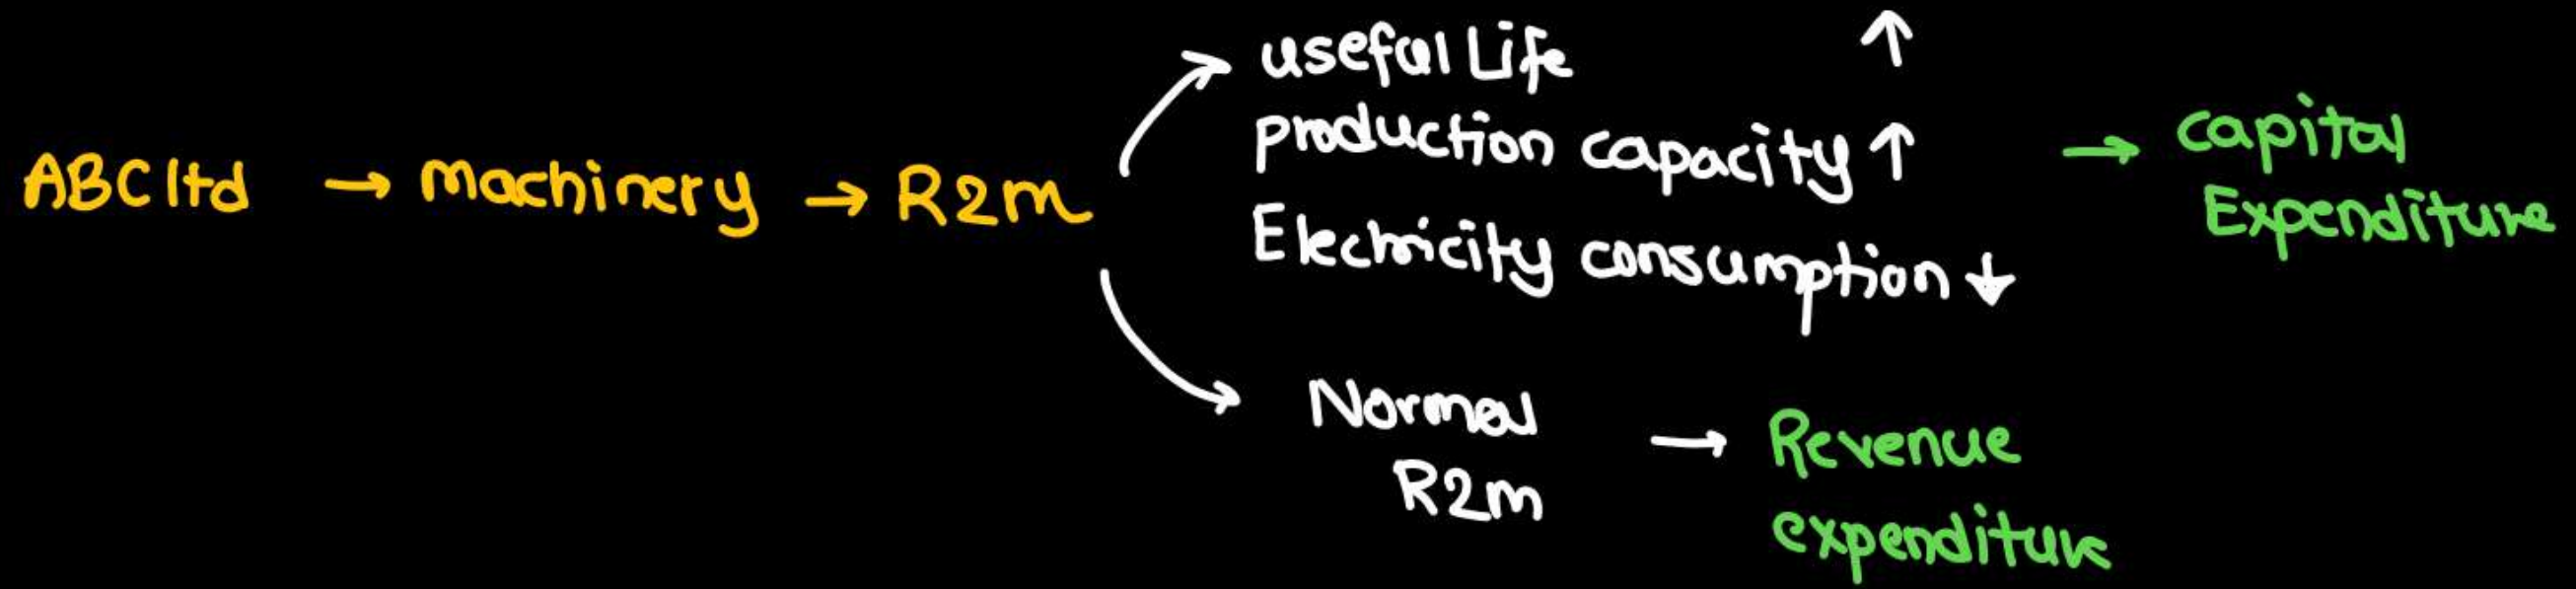 ABC ltd → Machinery → R2m
useful Life ↑
production capacity ↑
Electricity consumption ↓
→ capital
Expenditure
Normal
R2m
→ Revenue
expenditure